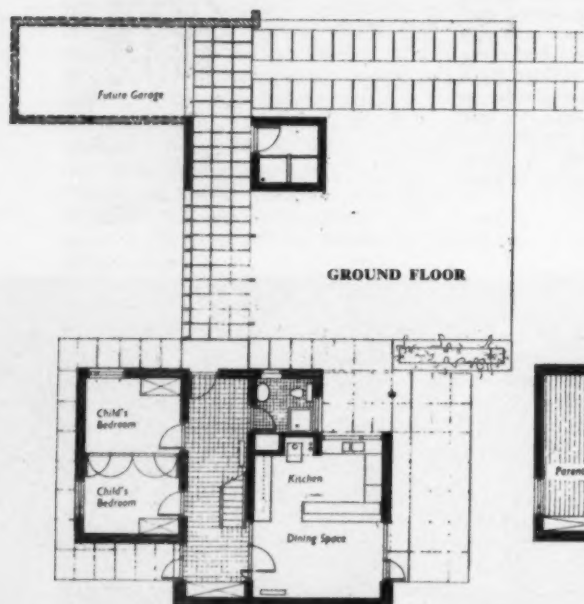 Future Garage
GROUND FLOOR
Child's
Bedroom
Child's
Bedroom
Kitchen
Dining Space
Parent